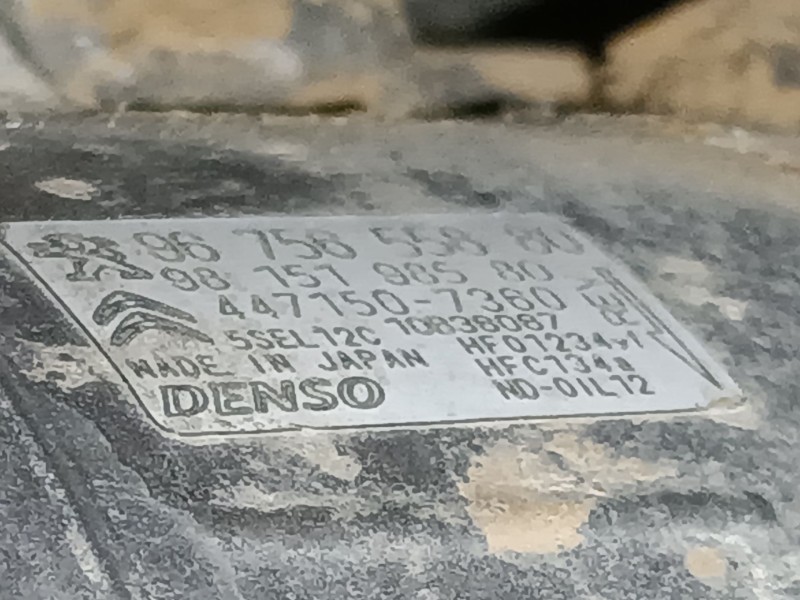 96 756 558 80
98 151 985 80
447150-7360
5SEL12C 10838087
HFO1234yf
MADE IN JAPAN
HFC134a
DENSO
ND-OIL12